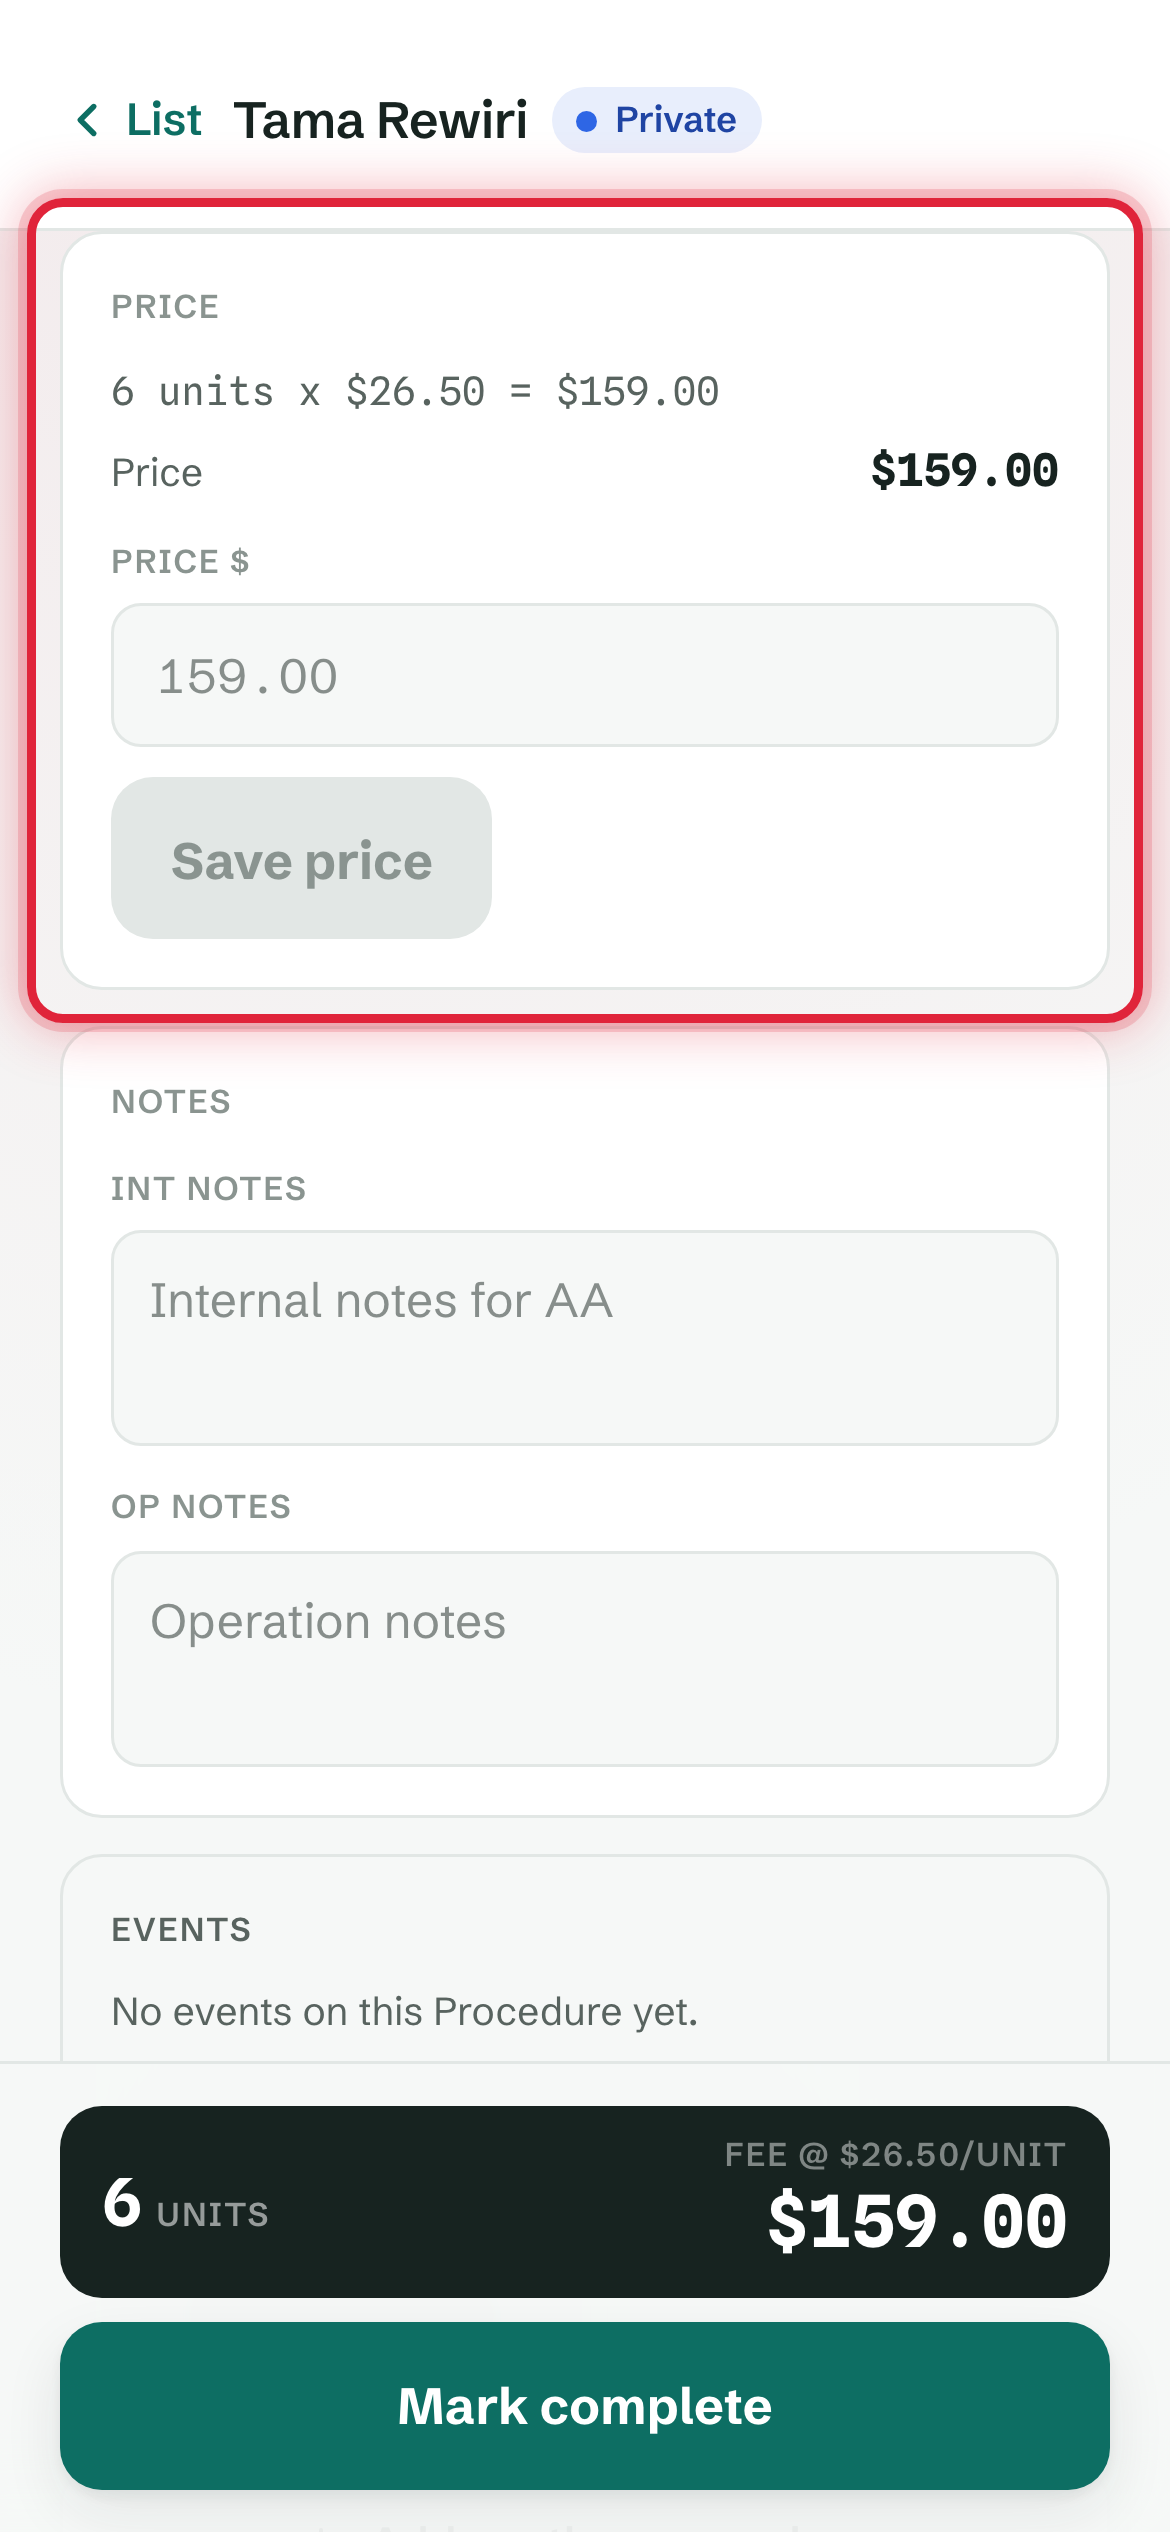 List Tama Rewiri Private
PRICE
6 units x $26.50 = $159.00
Price $159.00
PRICE $
159.00
Save price
NOTES
INT NOTES
Internal notes for AA
OP NOTES
Operation notes
EVENTS
No events on this Procedure yet.
FEE @ $26.50/UNIT
6 UNITS $159.00
Mark complete